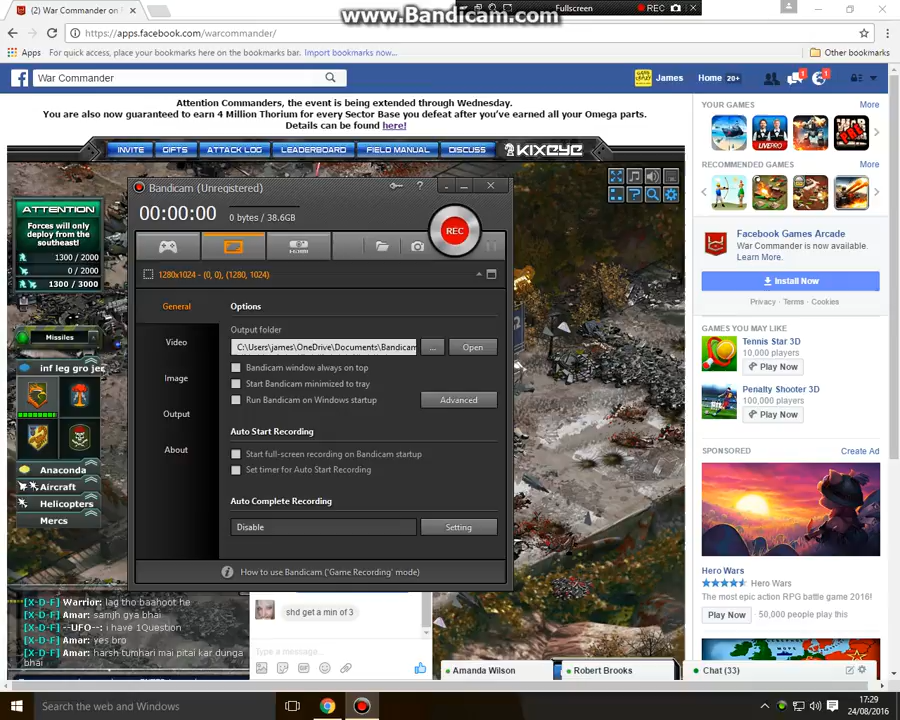 (2) War Commander on
www.Bandicam.com
Fullscreen
REC
https://apps.facebook.com/warcommander/
Apps
For quick access, place your bookmarks here on the bookmarks bar. Import bookmarks now...
Other bookmarks
War Commander
James
Home 20+
Attention Commanders, the event is being extended through Wednesday.
You are also now guaranteed to earn 4 Million Thorium for every Sector Base you defeat after you've earned all your Omega parts.
Details can be found here!
INVITE
GIFTS
ATTACK LOG
LEADERBOARD
FIELD MANUAL
DISCUSS
KIXEYE
ATTENTION
Forces will only
deploy from the
southeast!
1300 / 2000
0 / 2000
1300 / 3000
Missiles
inf leg gro jer
Anaconda
Aircraft
Helicopters
Mercs
Bandicam (Unregistered)
00:00:00
0 bytes / 38.6GB
REC
HDMI
1280x1024 - (0, 0), (1280, 1024)
General
Video
Image
Output
About
Options
Output folder
C:\Users\james\OneDrive\Documents\Bandicam
...
Open
Bandicam window always on top
Start Bandicam minimized to tray
Run Bandicam on Windows startup
Advanced
Auto Start Recording
Start full-screen recording on Bandicam startup
Set timer for Auto Start Recording
Auto Complete Recording
Disable
Setting
How to use Bandicam ('Game Recording' mode)
[X-D-F] Warrior: lag tho baahoot he
[X-D-F] Amar: samjh gya bhai
[X-D-F] --UFO--: i have 1Question
[X-D-F] Amar: yes bro
[X-D-F] Amar: harsh tumhari mai pitai kar dunga
bhai
shd get a min of 3
Type a message...
Amanda Wilson
Robert Brooks
Chat (33)
YOUR GAMES
More
RECOMMENDED GAMES
More
Facebook Games Arcade
War Commander is now available.
Learn More.
Install Now
Privacy · Terms · Cookies
GAMES YOU MAY LIKE
Tennis Star 3D
10,000 players
Play Now
Penalty Shooter 3D
100,000 players
Play Now
SPONSORED
Create Ad
Hero Wars
Hero Wars
The most epic action RPG battle game 2016!
Play Now
50,000 people play this
Search the web and Windows
17:29
24/08/2016